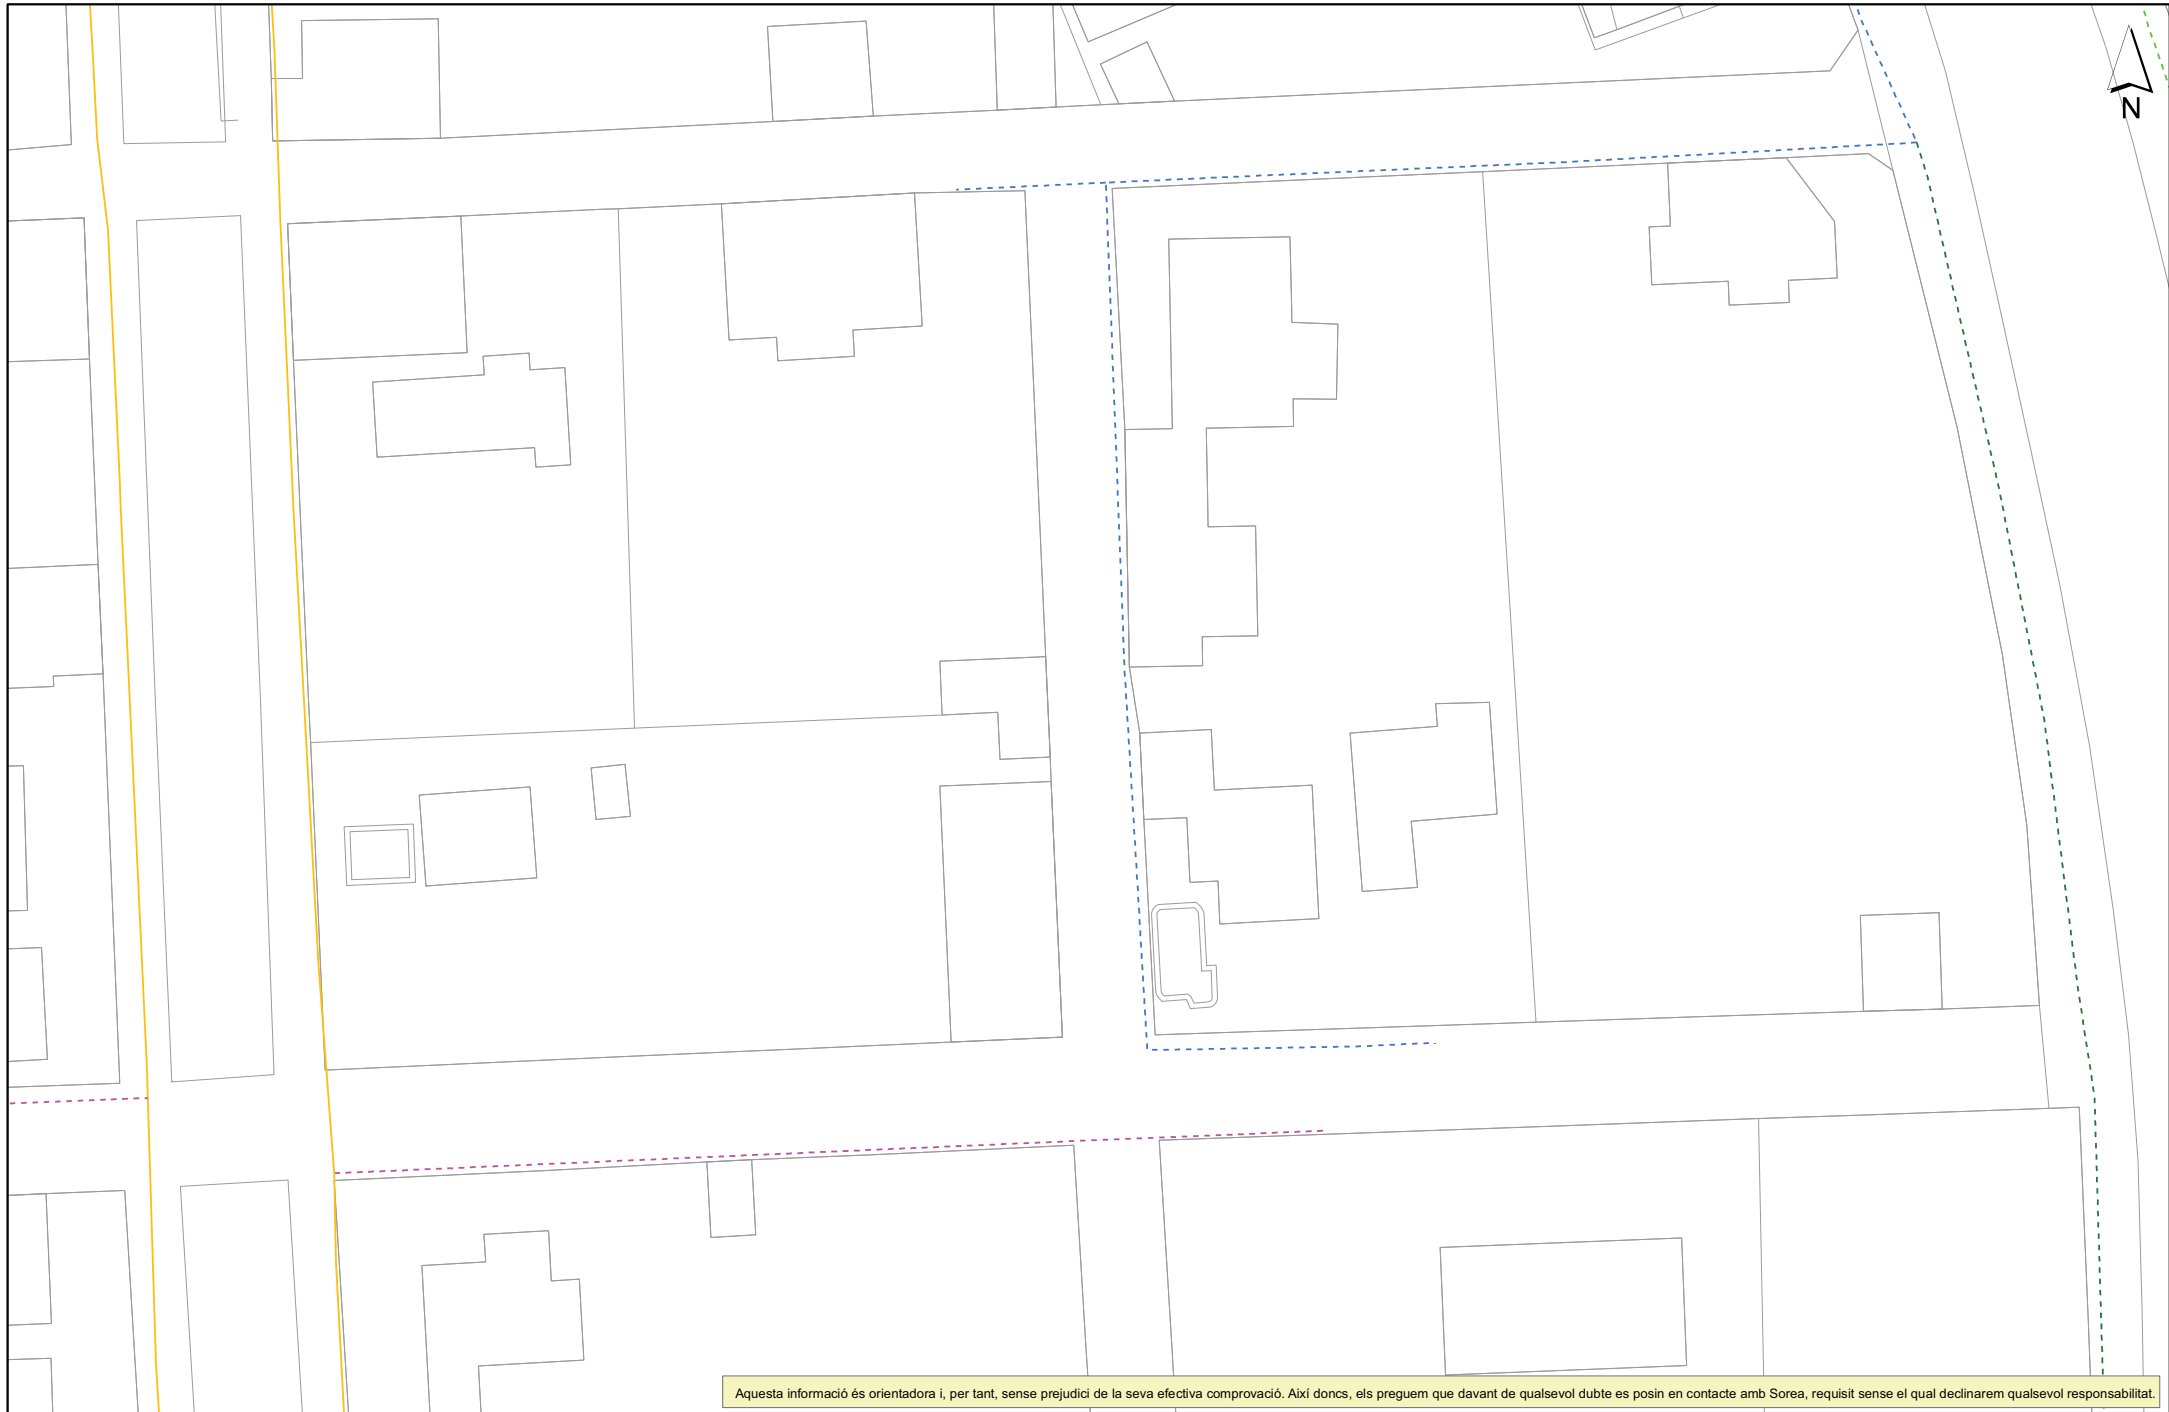 N
Aquesta informació és orientadora i, per tant, sense prejudici de la seva efectiva comprovació. Així doncs, els preguem que davant de qualsevol dubte es posin en contacte amb Sorea, requisit sense el qual declinarem qualsevol responsabilitat.